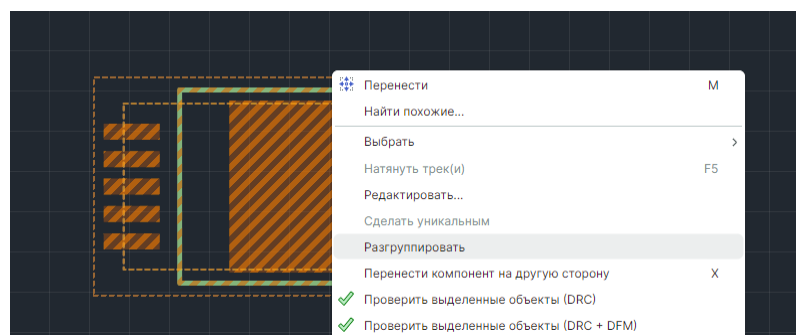 Перенести M
Найти похожие...
Выбрать
Натянуть трек(и) F5
Редактировать...
Сделать уникальным
Разгруппировать
Перенести компонент на другую сторону X
Проверить выделенные объекты (DRC)
Проверить выделенные объекты (DRC + DFM)